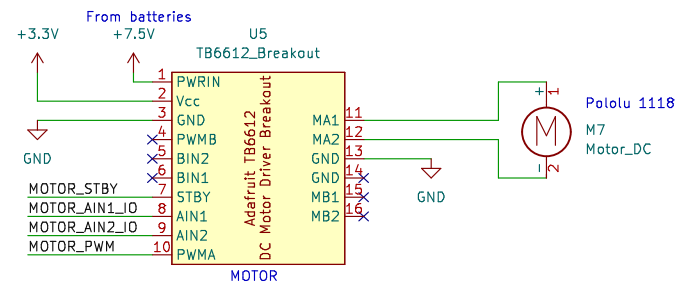 From batteries
+3.3V
+7.5V
U5
TB6612_Breakout
1 PWRIN
2 Vcc
3 GND
4 PWMB
5 BIN2
6 BIN1
MOTOR_STBY 7 STBY
MOTOR_AIN1_IO 8 AIN1
MOTOR_AIN2_IO 9 AIN2
MOTOR_PWM 10 PWMA
GND
Adafruit TB6612
DC Motor Driver Breakout
MA1 11
MA2 12
GND 13
GND 14
MB1 15
MB2 16
MOTOR
GND
+ 1
M
- 2
Pololu 1118
M7
Motor_DC